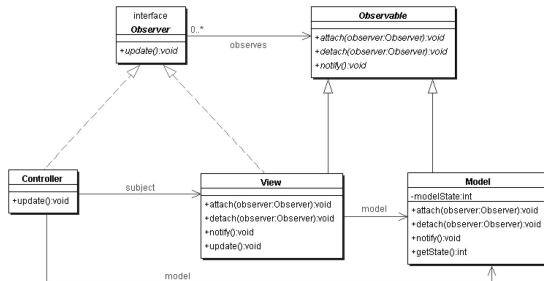 interface
Observer
+update():void
0..*
observes
Observable
+attach(observer:Observer):void
+detach(observer:Observer):void
+notify():void
Controller
+update():void
subject
View
+attach(observer:Observer):void
+detach(observer:Observer):void
+notify():void
+update():void
model
Model
-modelState:int
+attach(observer:Observer):void
+detach(observer:Observer):void
+notify():void
+getState():int
model